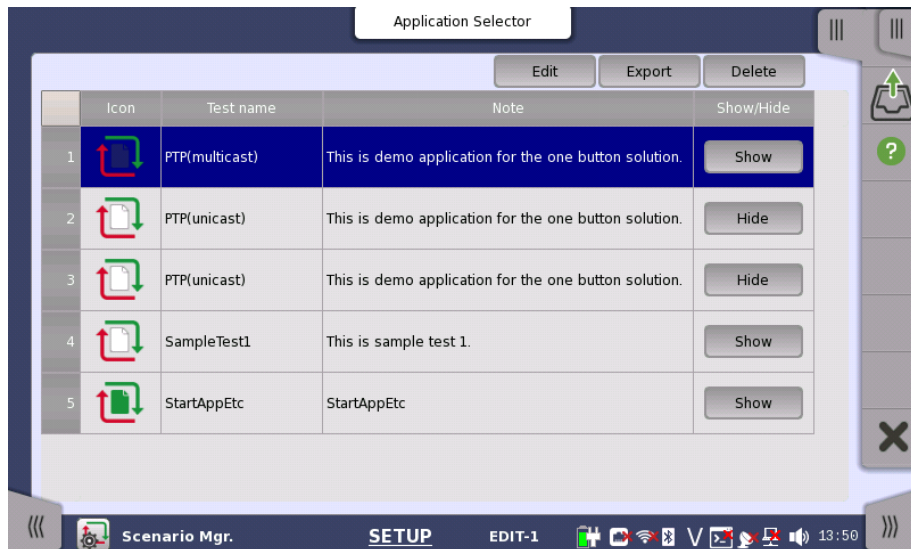 Application Selector
Edit Export Delete
Icon Test name Note Show/Hide
1 PTP(multicast) This is demo application for the one button solution. Show
2 PTP(unicast) This is demo application for the one button solution. Hide
3 PTP(unicast) This is demo application for the one button solution. Hide
4 SampleTest1 This is sample test 1. Show
5 StartAppEtc StartAppEtc Show
Scenario Mgr. SETUP EDIT-1 V 13:50